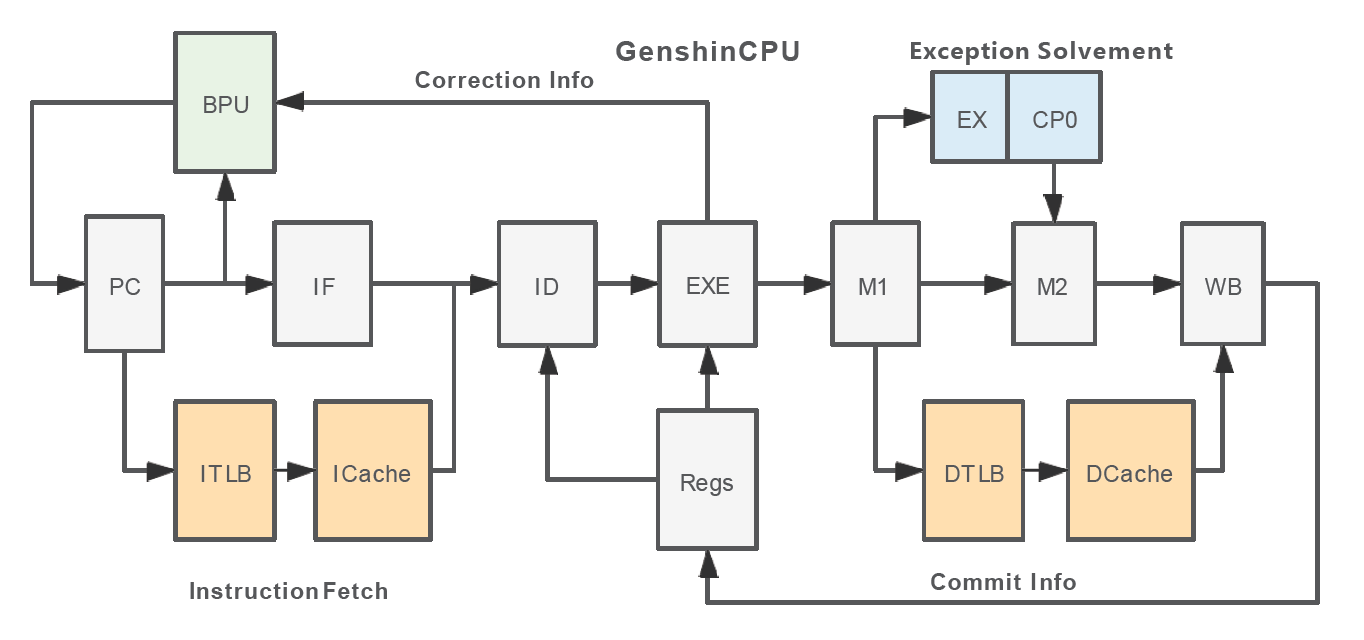 GenshinCPU
Exception Solvement
Correction Info
BPU
EX
CP0
PC
IF
ID
EXE
M1
M2
WB
ITLB
ICache
Regs
DTLB
DCache
Instruction Fetch
Commit Info